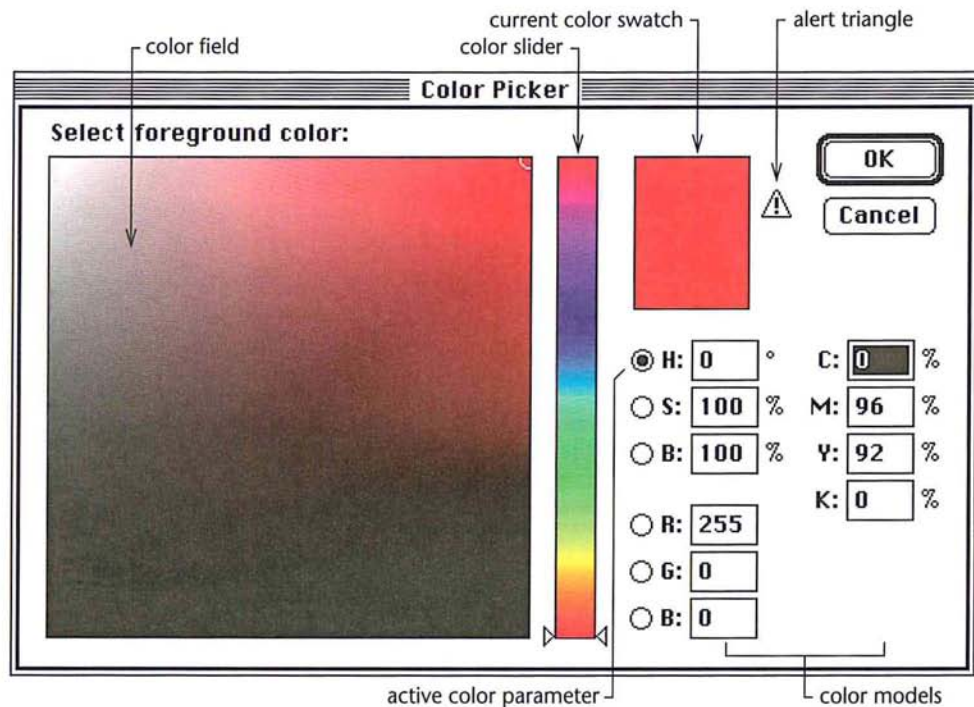 current color swatch
alert triangle
color field
color slider
Color Picker
Select foreground color:
OK
Cancel
H: 0 °
C: 0 %
S: 100 %
M: 96 %
B: 100 %
Y: 92 %
K: 0 %
R: 255
G: 0
B: 0
active color parameter
color models